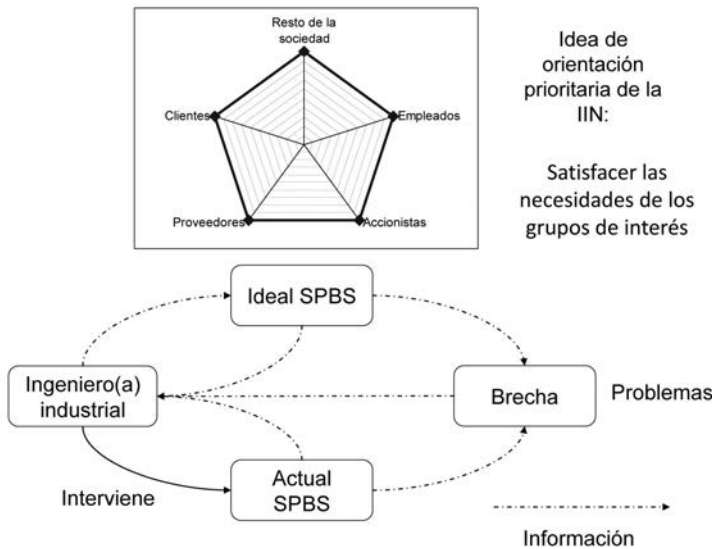 Resto de la
sociedad
Clientes
Empleados
Proveedores
Accionistas
Idea de
orientación
prioritaria de la
IIN:
Satisfacer las
necesidades de los
grupos de interés
Ideal SPBS
Ingeniero(a)
industrial
Brecha
Problemas
Interviene
Actual
SPBS
Información